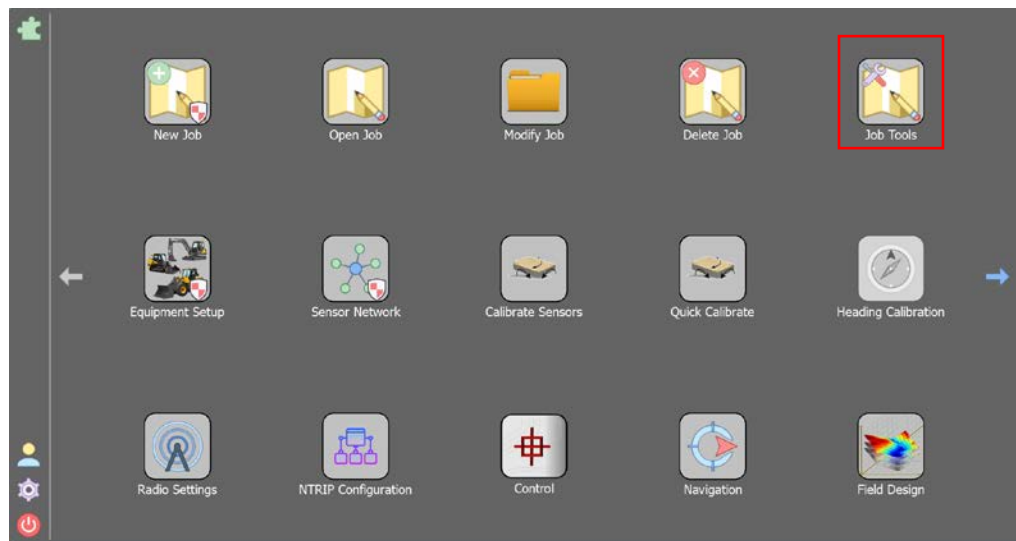 New Job
Open Job
Modify Job
Delete Job
Job Tools
Equipment Setup
Sensor Network
Calibrate Sensors
Quick Calibrate
Heading Calibration
Radio Settings
NTRIP Configuration
Control
Navigation
Field Design